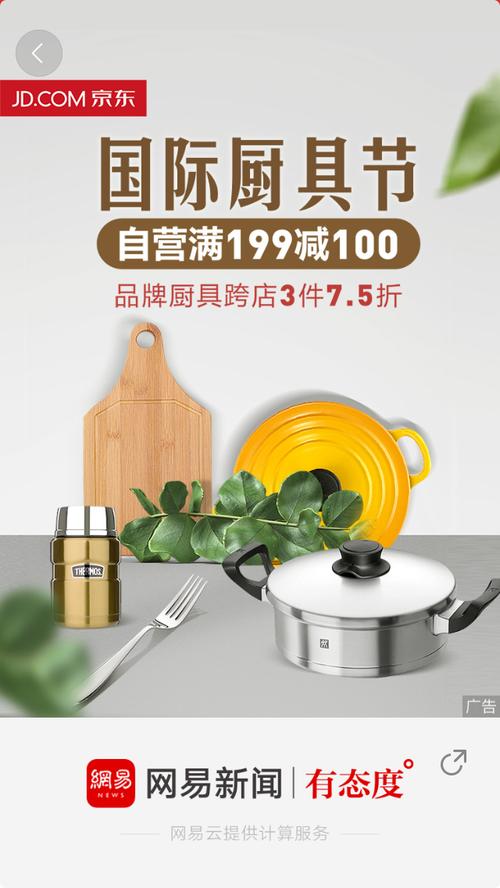 JD.COM 京东
国际厨具节
自营满199减100
品牌厨具跨店3件7.5折
THERMOS
广告
網易
NEWS
网易新闻 有态度°
网易云提供计算服务